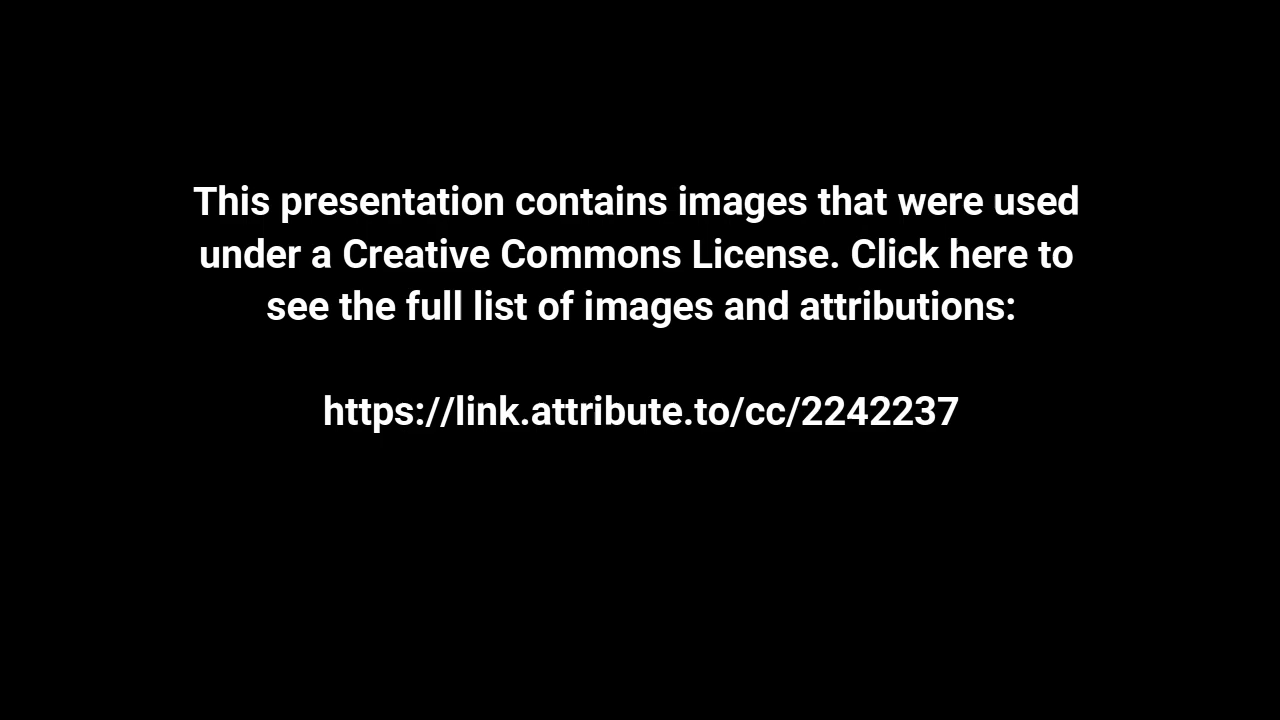 This presentation contains images that were used
under a Creative Commons License. Click here to
see the full list of images and attributions:
https://link.attribute.to/cc/2242237